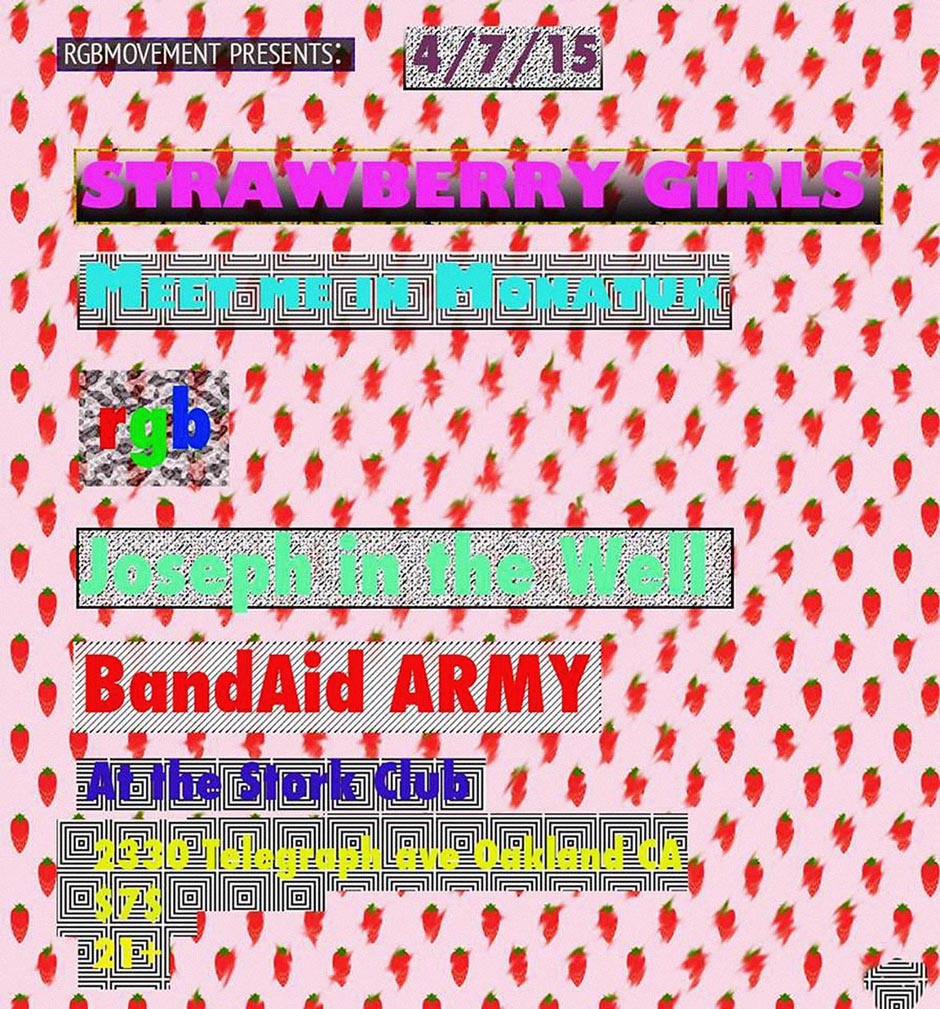 RGBMOVEMENT PRESENTS:
4/7/15
STRAWBERRY GIRLS
MEET ME IN MONATUK
rgb
Joseph in the Well
BandAid ARMY
At the Stork Club
2330 Telegraph ave Oakland CA
$7$
21+